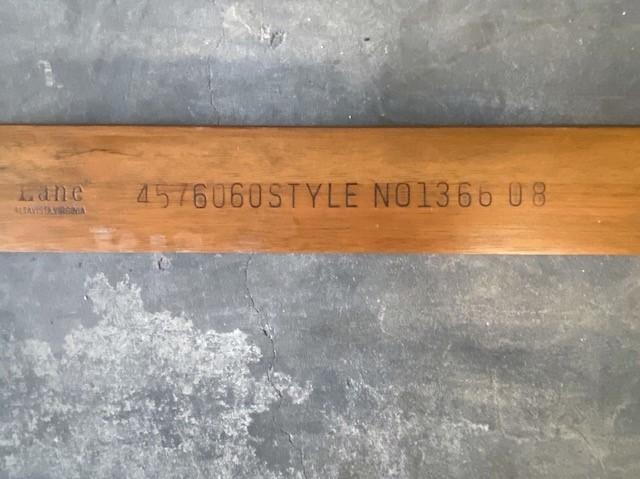 Lane
ALTAVISTA, VIRGINIA
4576060STYLE NO1366 08